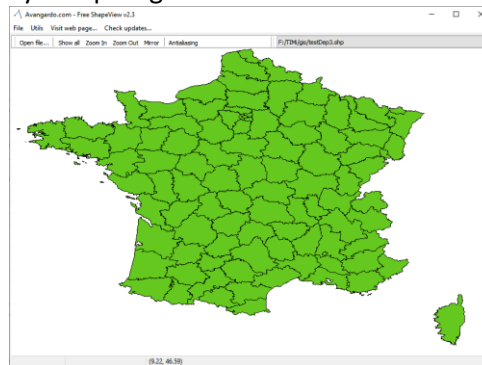 Avangardo.com - Free ShapeView v2.3
File Utils Visit web page... Check updates...
Open file... Show all Zoom In Zoom Out Mirror Antialiasing F:/TIM/gis/testDep3.shp
(9.22, 46.59)